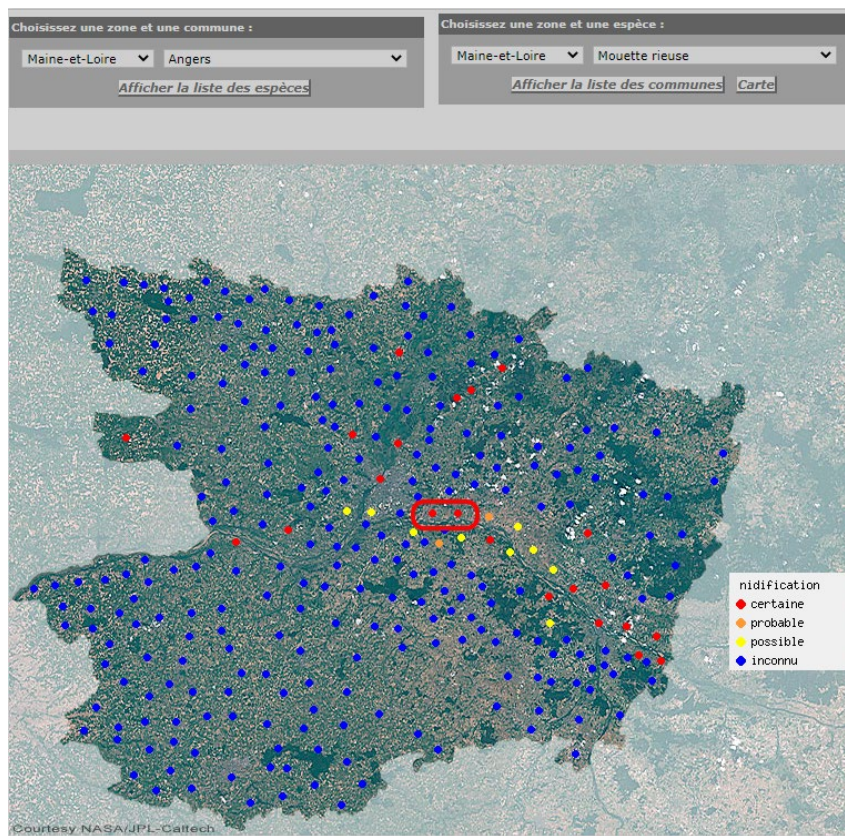 Choisissez une zone et une commune :
Maine-et-Loire Angers
Afficher la liste des espèces
Choisissez une zone et une espèce :
Maine-et-Loire Mouette rieuse
Afficher la liste des communes Carte
nidification
certaine
probable
possible
inconnu
Courtesy NASA/JPL-Caltech